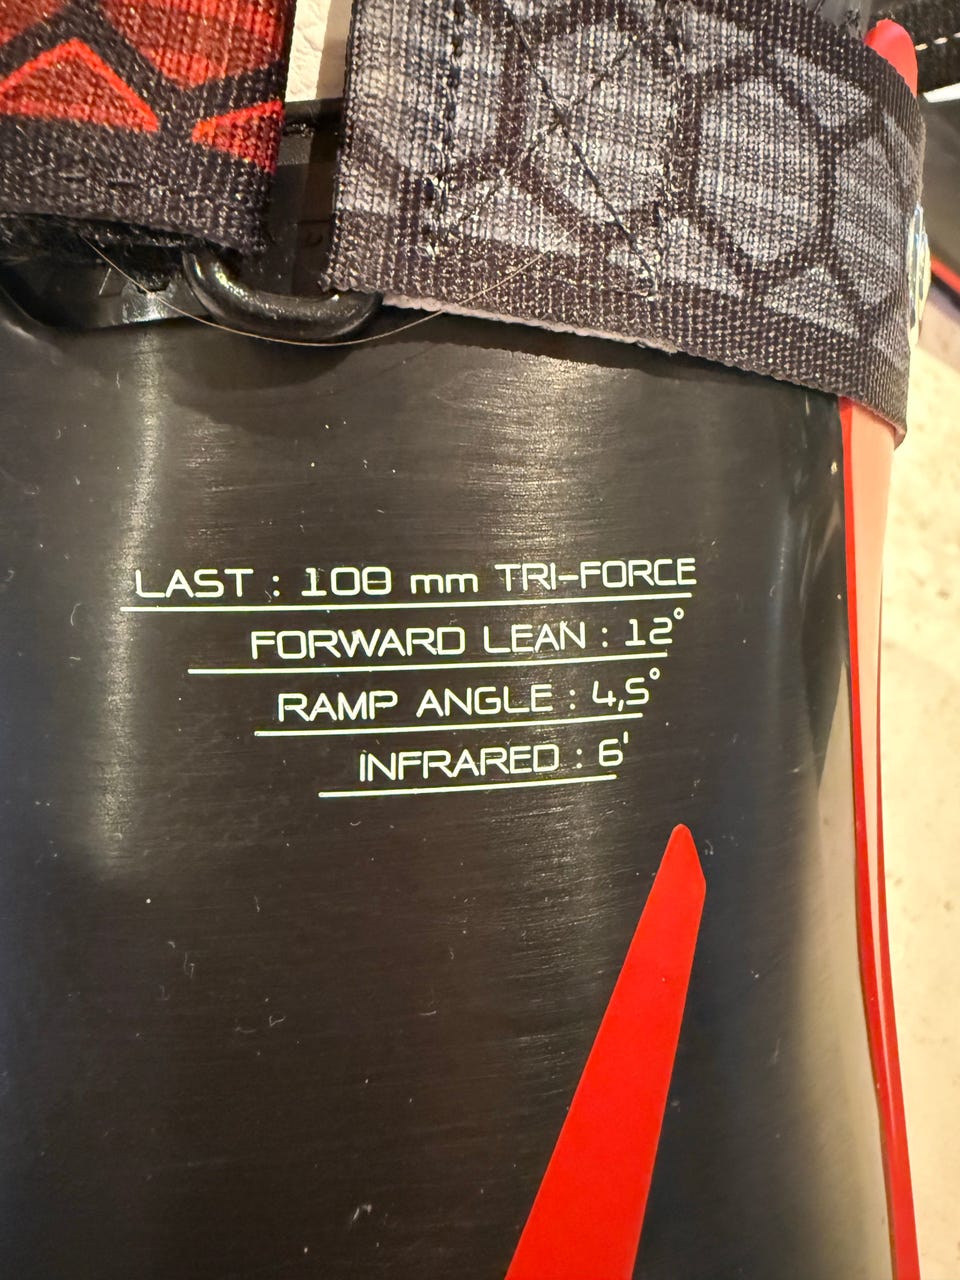 LAST : 100 mm TRI-FORCE
FORWARD LEAN : 12°
RAMP ANGLE : 4,5°
INFRARED : 6'